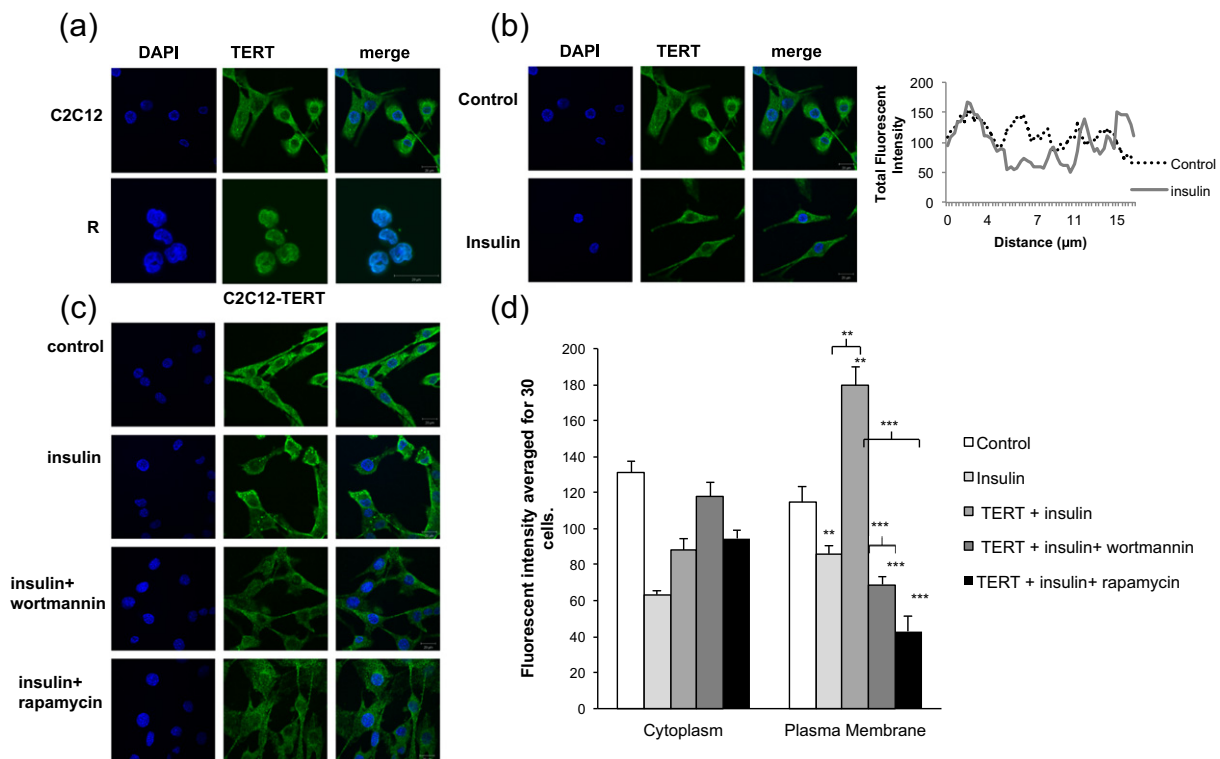 (a)
DAPI TERT merge
C2C12
R
(b)
DAPI TERT merge
Control
Insulin
Total Fluorescent
Intensity
200
150
100
50
0
0 4 7 11 15
Distance (µm)
Control
insulin
(c)
C2C12-TERT
control
insulin
insulin+
wortmannin
insulin+
rapamycin
(d)
Fluorescent intensity averaged for 30
cells.
200
180
160
140
120
100
80
60
40
20
0
**
**
***
**
***
***
***
Cytoplasm Plasma Membrane
Control
Insulin
TERT + insulin
TERT + insulin+ wortmannin
TERT + insulin+ rapamycin